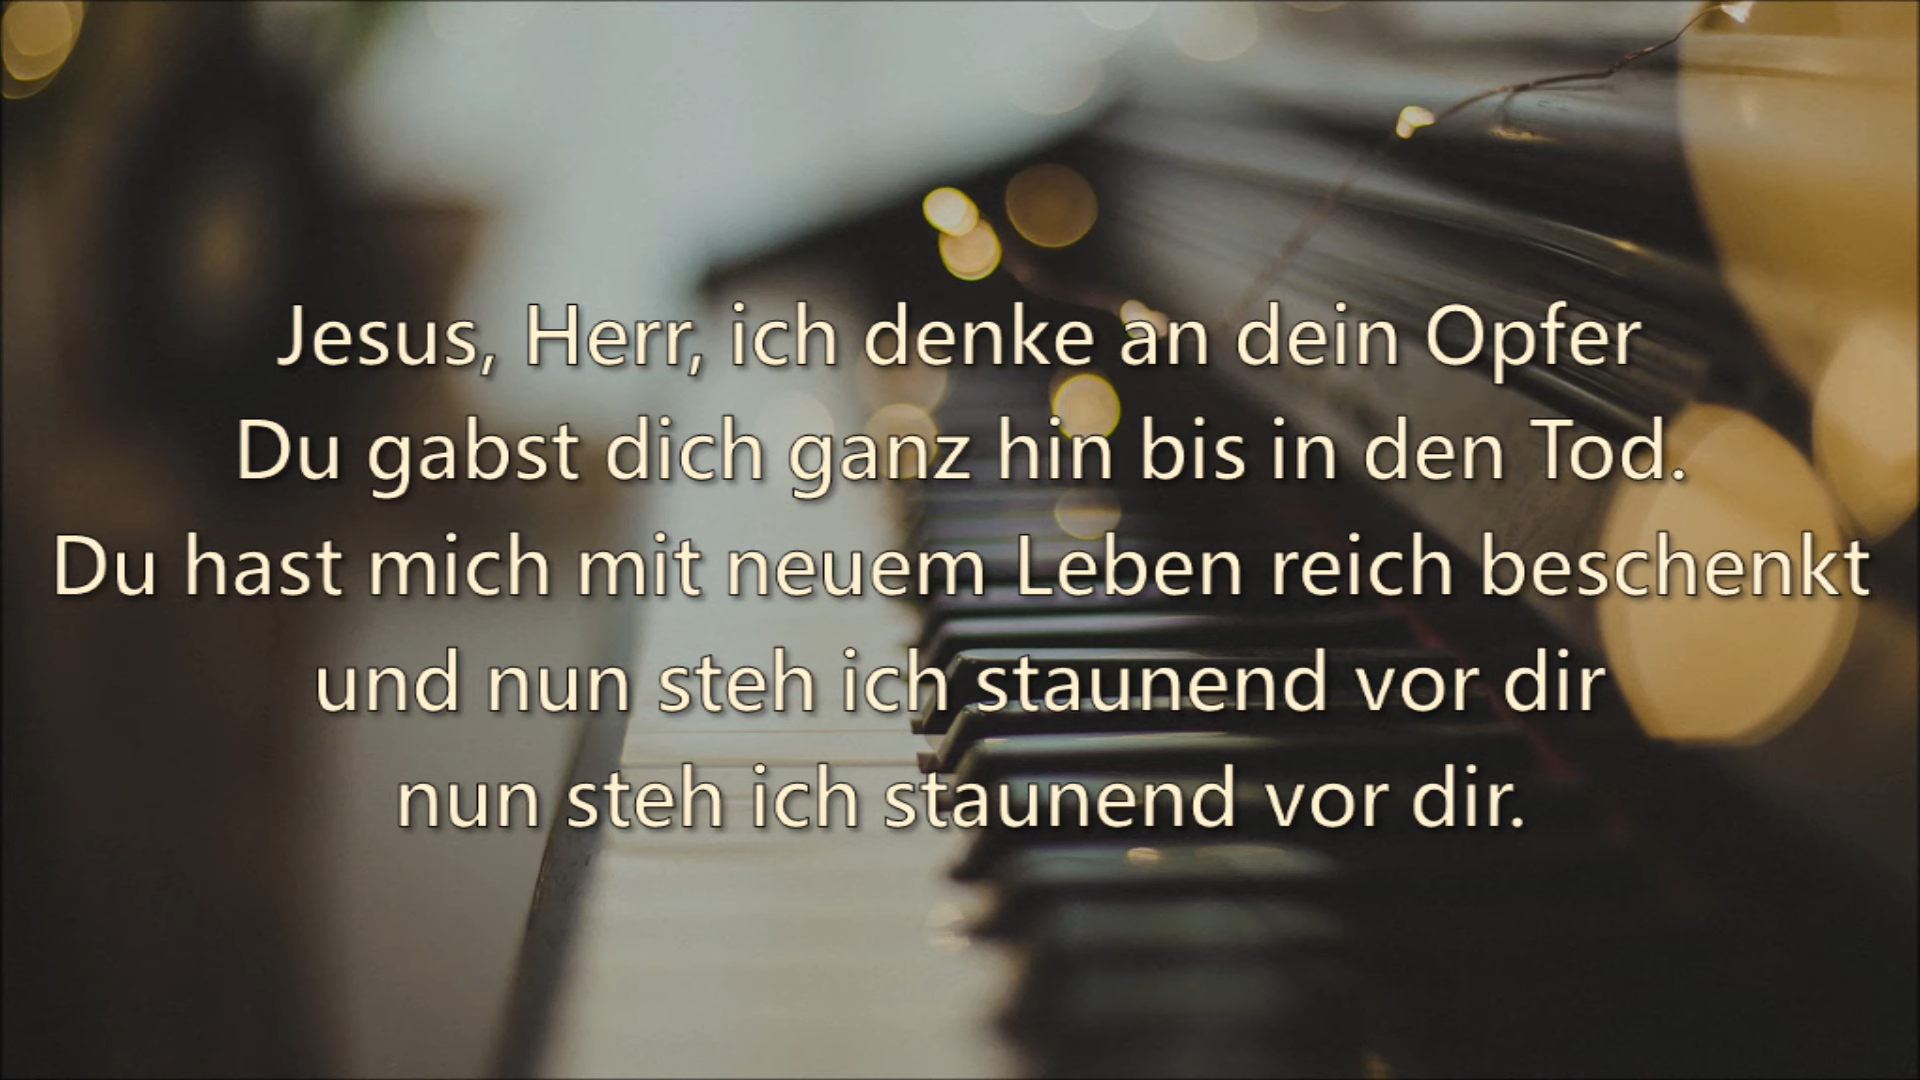 Jesus, Herr, ich denke an dein Opfer
Du gabst dich ganz hin bis in den Tod.
Du hast mich mit neuem Leben reich beschenkt
und nun steh ich staunend vor dir
nun steh ich staunend vor dir.